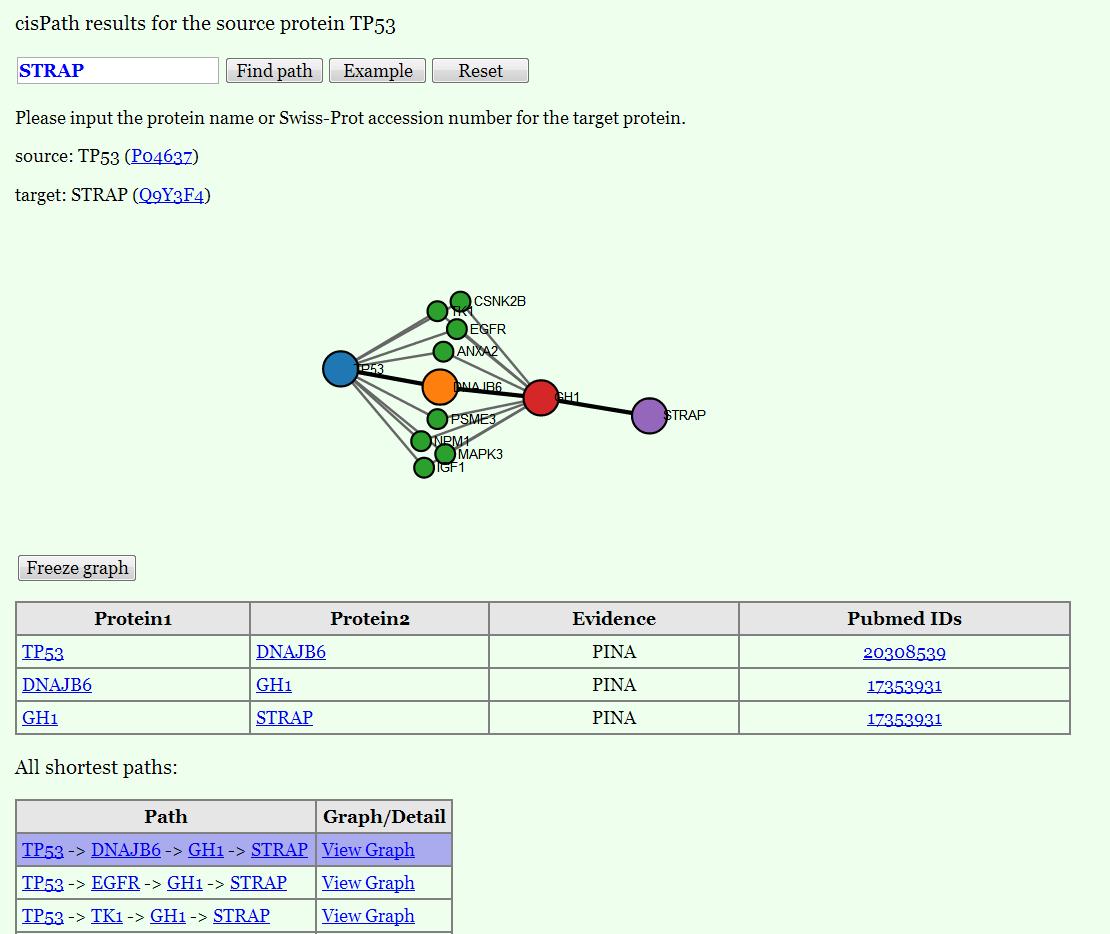 cisPath results for the source protein TP53
STRAP Find path Example Reset
Please input the protein name or Swiss-Prot accession number for the target protein.
source: TP53 (P04637)
target: STRAP (Q9Y3F4)
CSNK2B
TK1
EGFR
ANXA2
TP53
DNAJB6
GH1
STRAP
PSME3
NPM1
MAPK3
IGF1
Freeze graph
Protein1 Protein2 Evidence Pubmed IDs
TP53 DNAJB6 PINA 20308539
DNAJB6 GH1 PINA 17353931
GH1 STRAP PINA 17353931
All shortest paths:
Path Graph/Detail
TP53 -> DNAJB6 -> GH1 -> STRAP View Graph
TP53 -> EGFR -> GH1 -> STRAP View Graph
TP53 -> TK1 -> GH1 -> STRAP View Graph